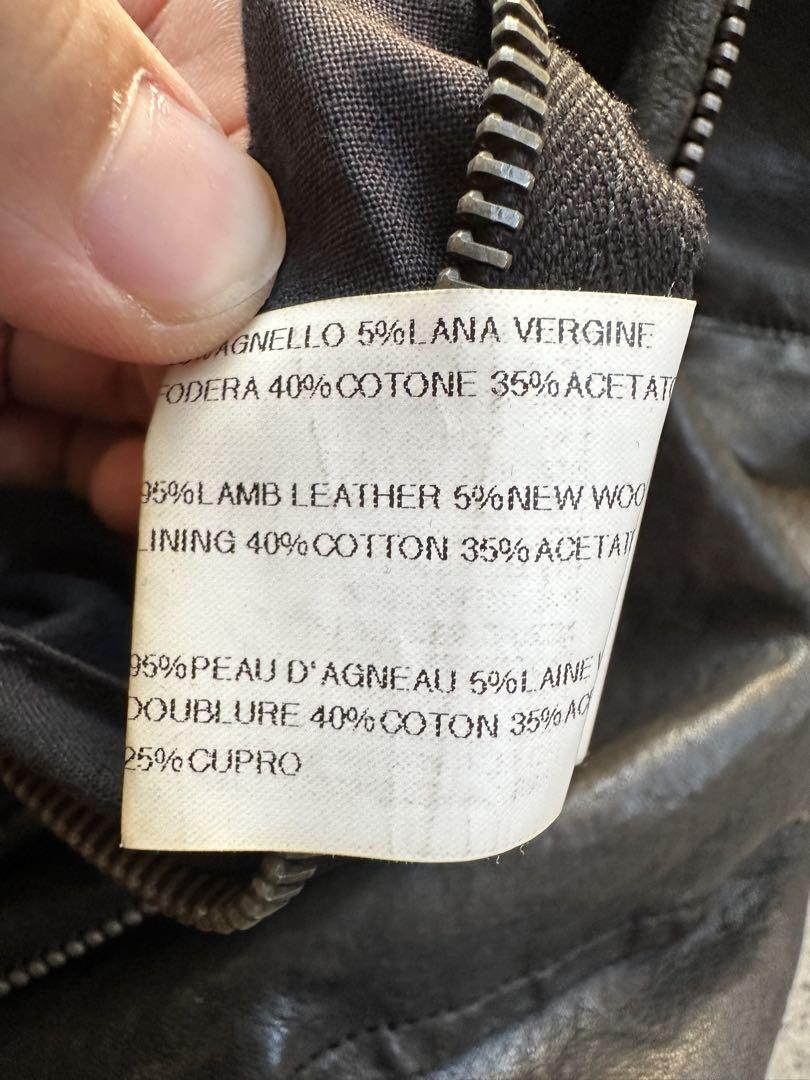 AGNELLO 5%LANA VERGINE
FODERA 40%COTONE 35%ACETATO
95%LAMB LEATHER 5%NEW WOO
LINING 40%COTTON 35%ACETAT
95%PEAU D'AGNEAU 5%LAINE V
DOUBLURE 40%COTON 35%AC
25%CUPRO